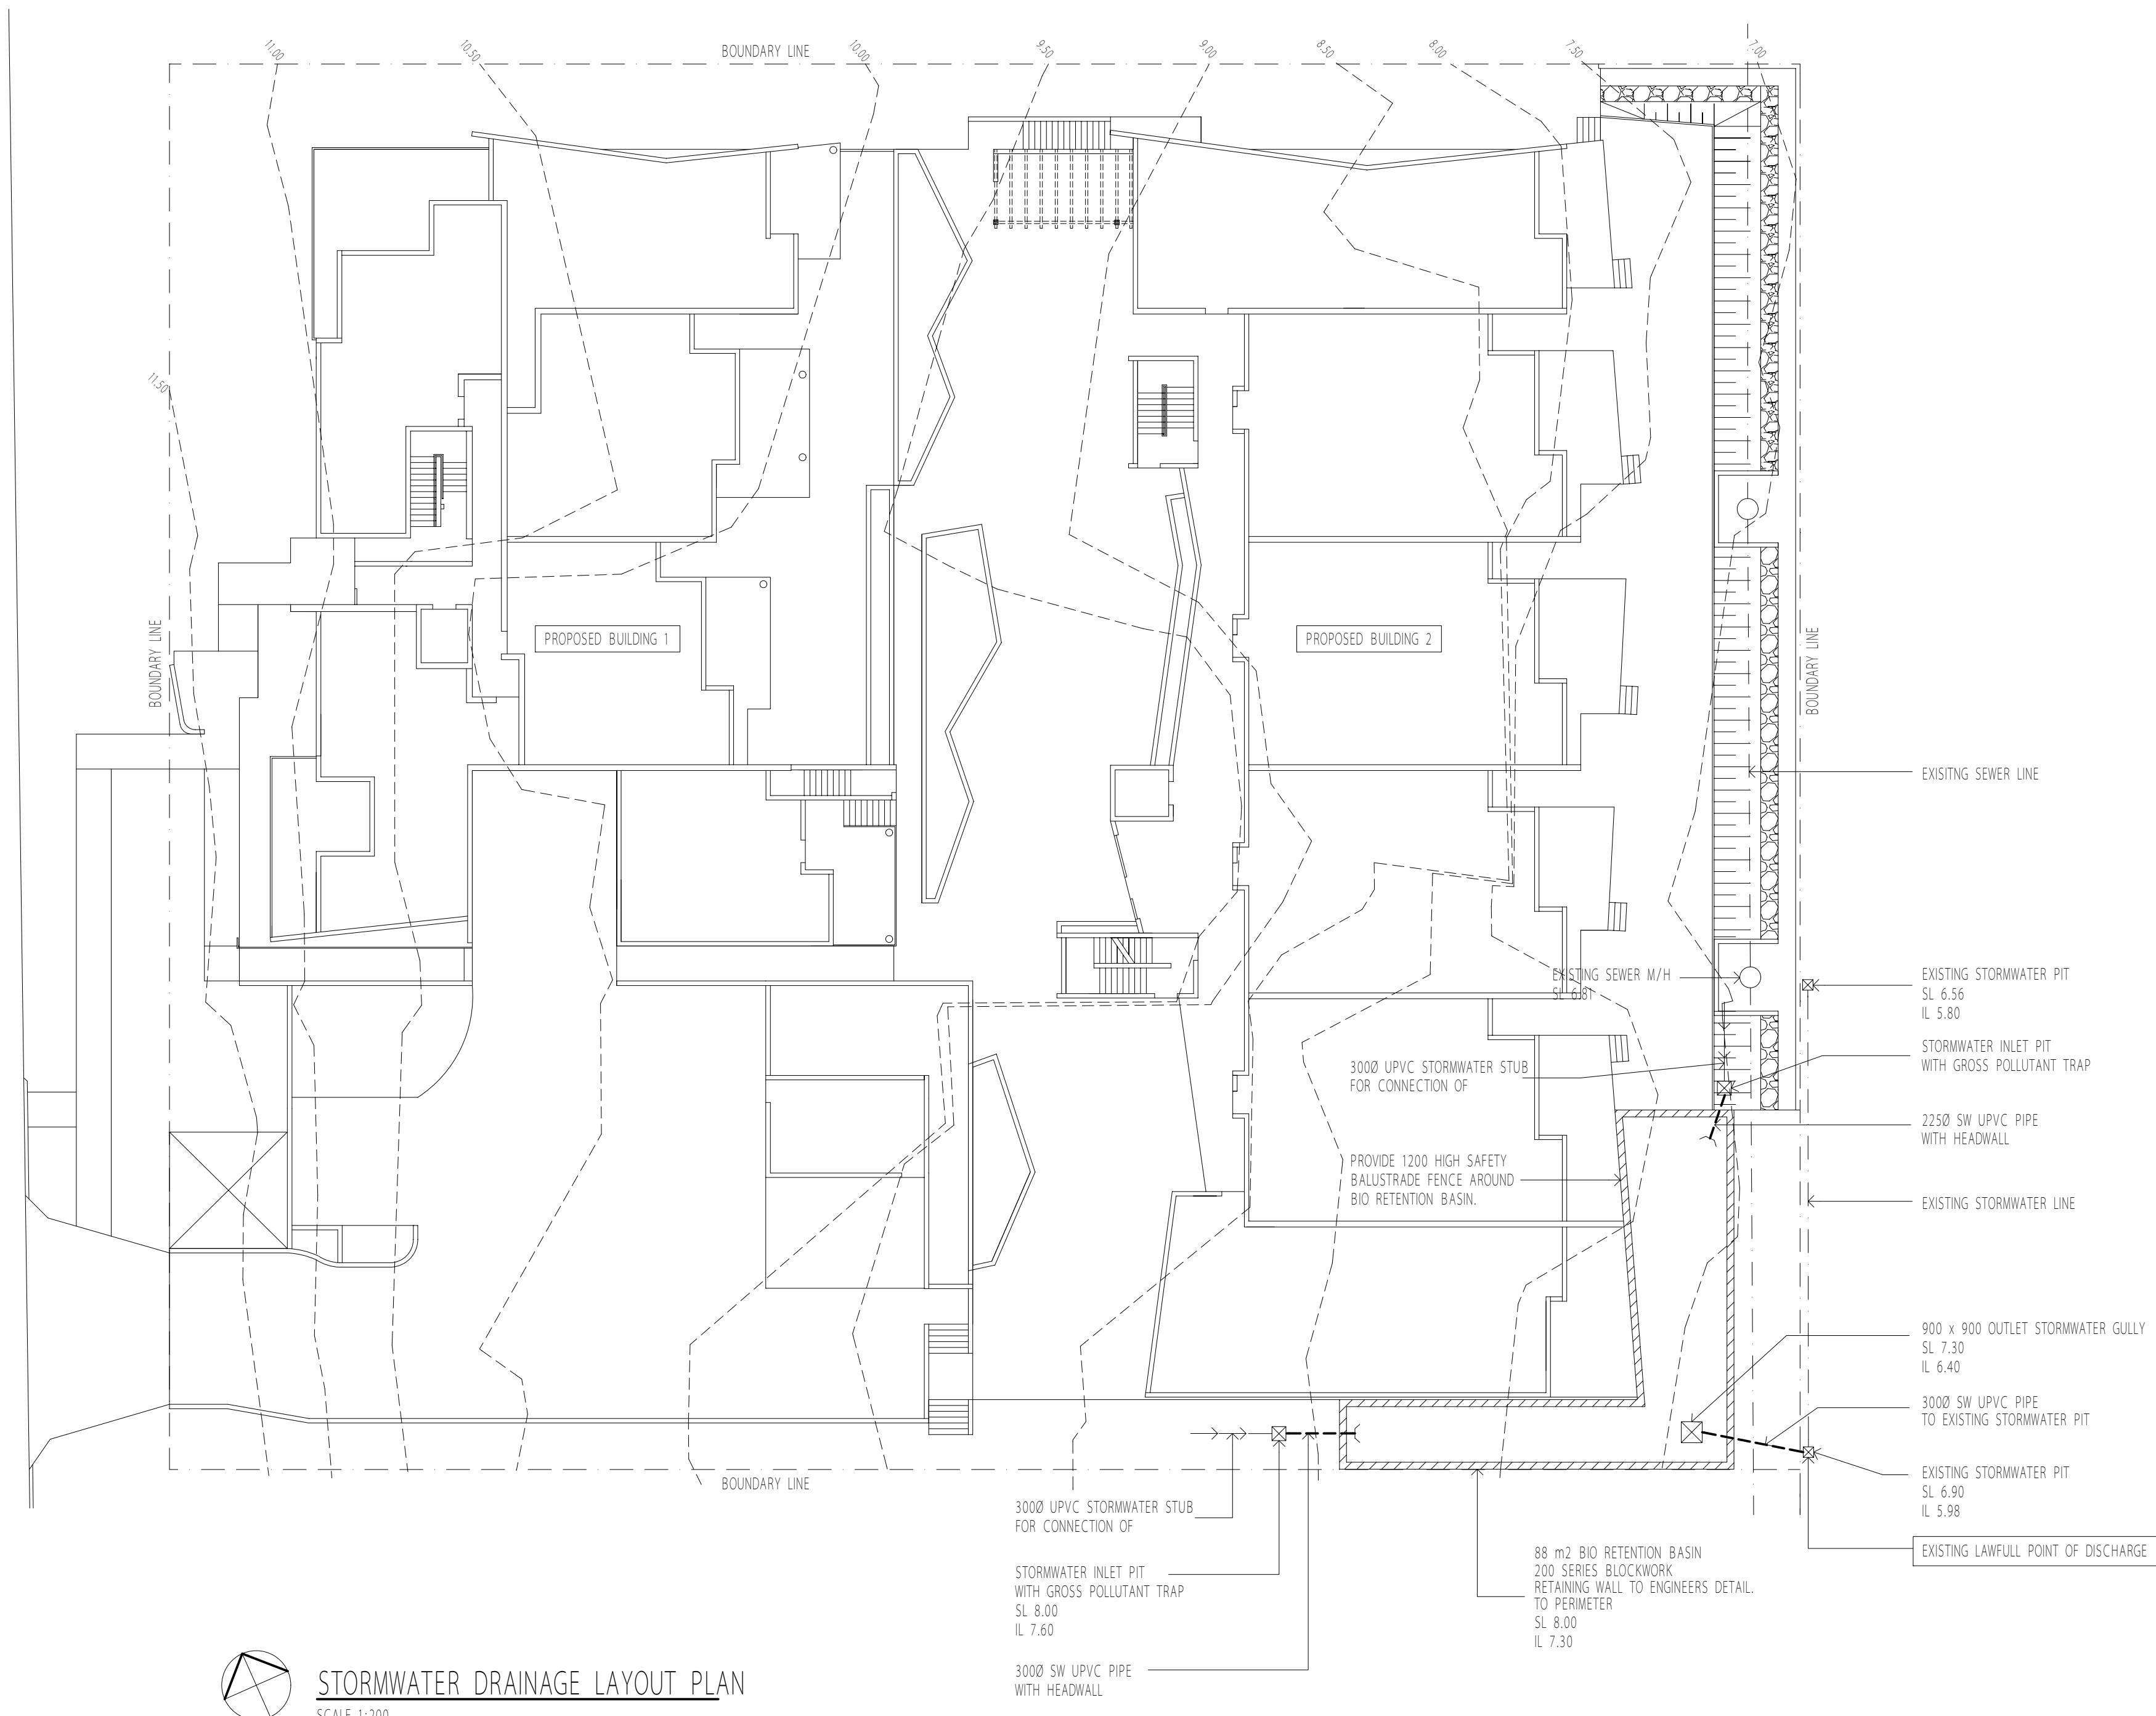 11.00
10.50
BOUNDARY LINE
10.00
9.50
9.00
8.50
8.00
7.50
7.00
11.50
BOUNDARY LINE
PROPOSED BUILDING 1
PROPOSED BUILDING 2
BOUNDARY LINE
EXISITNG SEWER LINE
EXISTING SEWER M/H
SL 6.81
EXISTING STORMWATER PIT
SL 6.56
IL 5.80
STORMWATER INLET PIT
WITH GROSS POLLUTANT TRAP
300Ø UPVC STORMWATER STUB
FOR CONNECTION OF
225Ø SW UPVC PIPE
WITH HEADWALL
PROVIDE 1200 HIGH SAFETY
BALUSTRADE FENCE AROUND
BIO RETENTION BASIN.
EXISTING STORMWATER LINE
900 x 900 OUTLET STORMWATER GULLY
SL 7.30
IL 6.40
300Ø SW UPVC PIPE
TO EXISTING STORMWATER PIT
EXISTING STORMWATER PIT
SL 6.90
IL 5.98
EXISTING LAWFULL POINT OF DISCHARGE
BOUNDARY LINE
300Ø UPVC STORMWATER STUB
FOR CONNECTION OF
STORMWATER INLET PIT
WITH GROSS POLLUTANT TRAP
SL 8.00
IL 7.60
300Ø SW UPVC PIPE
WITH HEADWALL
88 m2 BIO RETENTION BASIN
200 SERIES BLOCKWORK
RETAINING WALL TO ENGINEERS DETAIL.
TO PERIMETER
SL 8.00
IL 7.30
STORMWATER DRAINAGE LAYOUT PLAN
SCALE 1:200